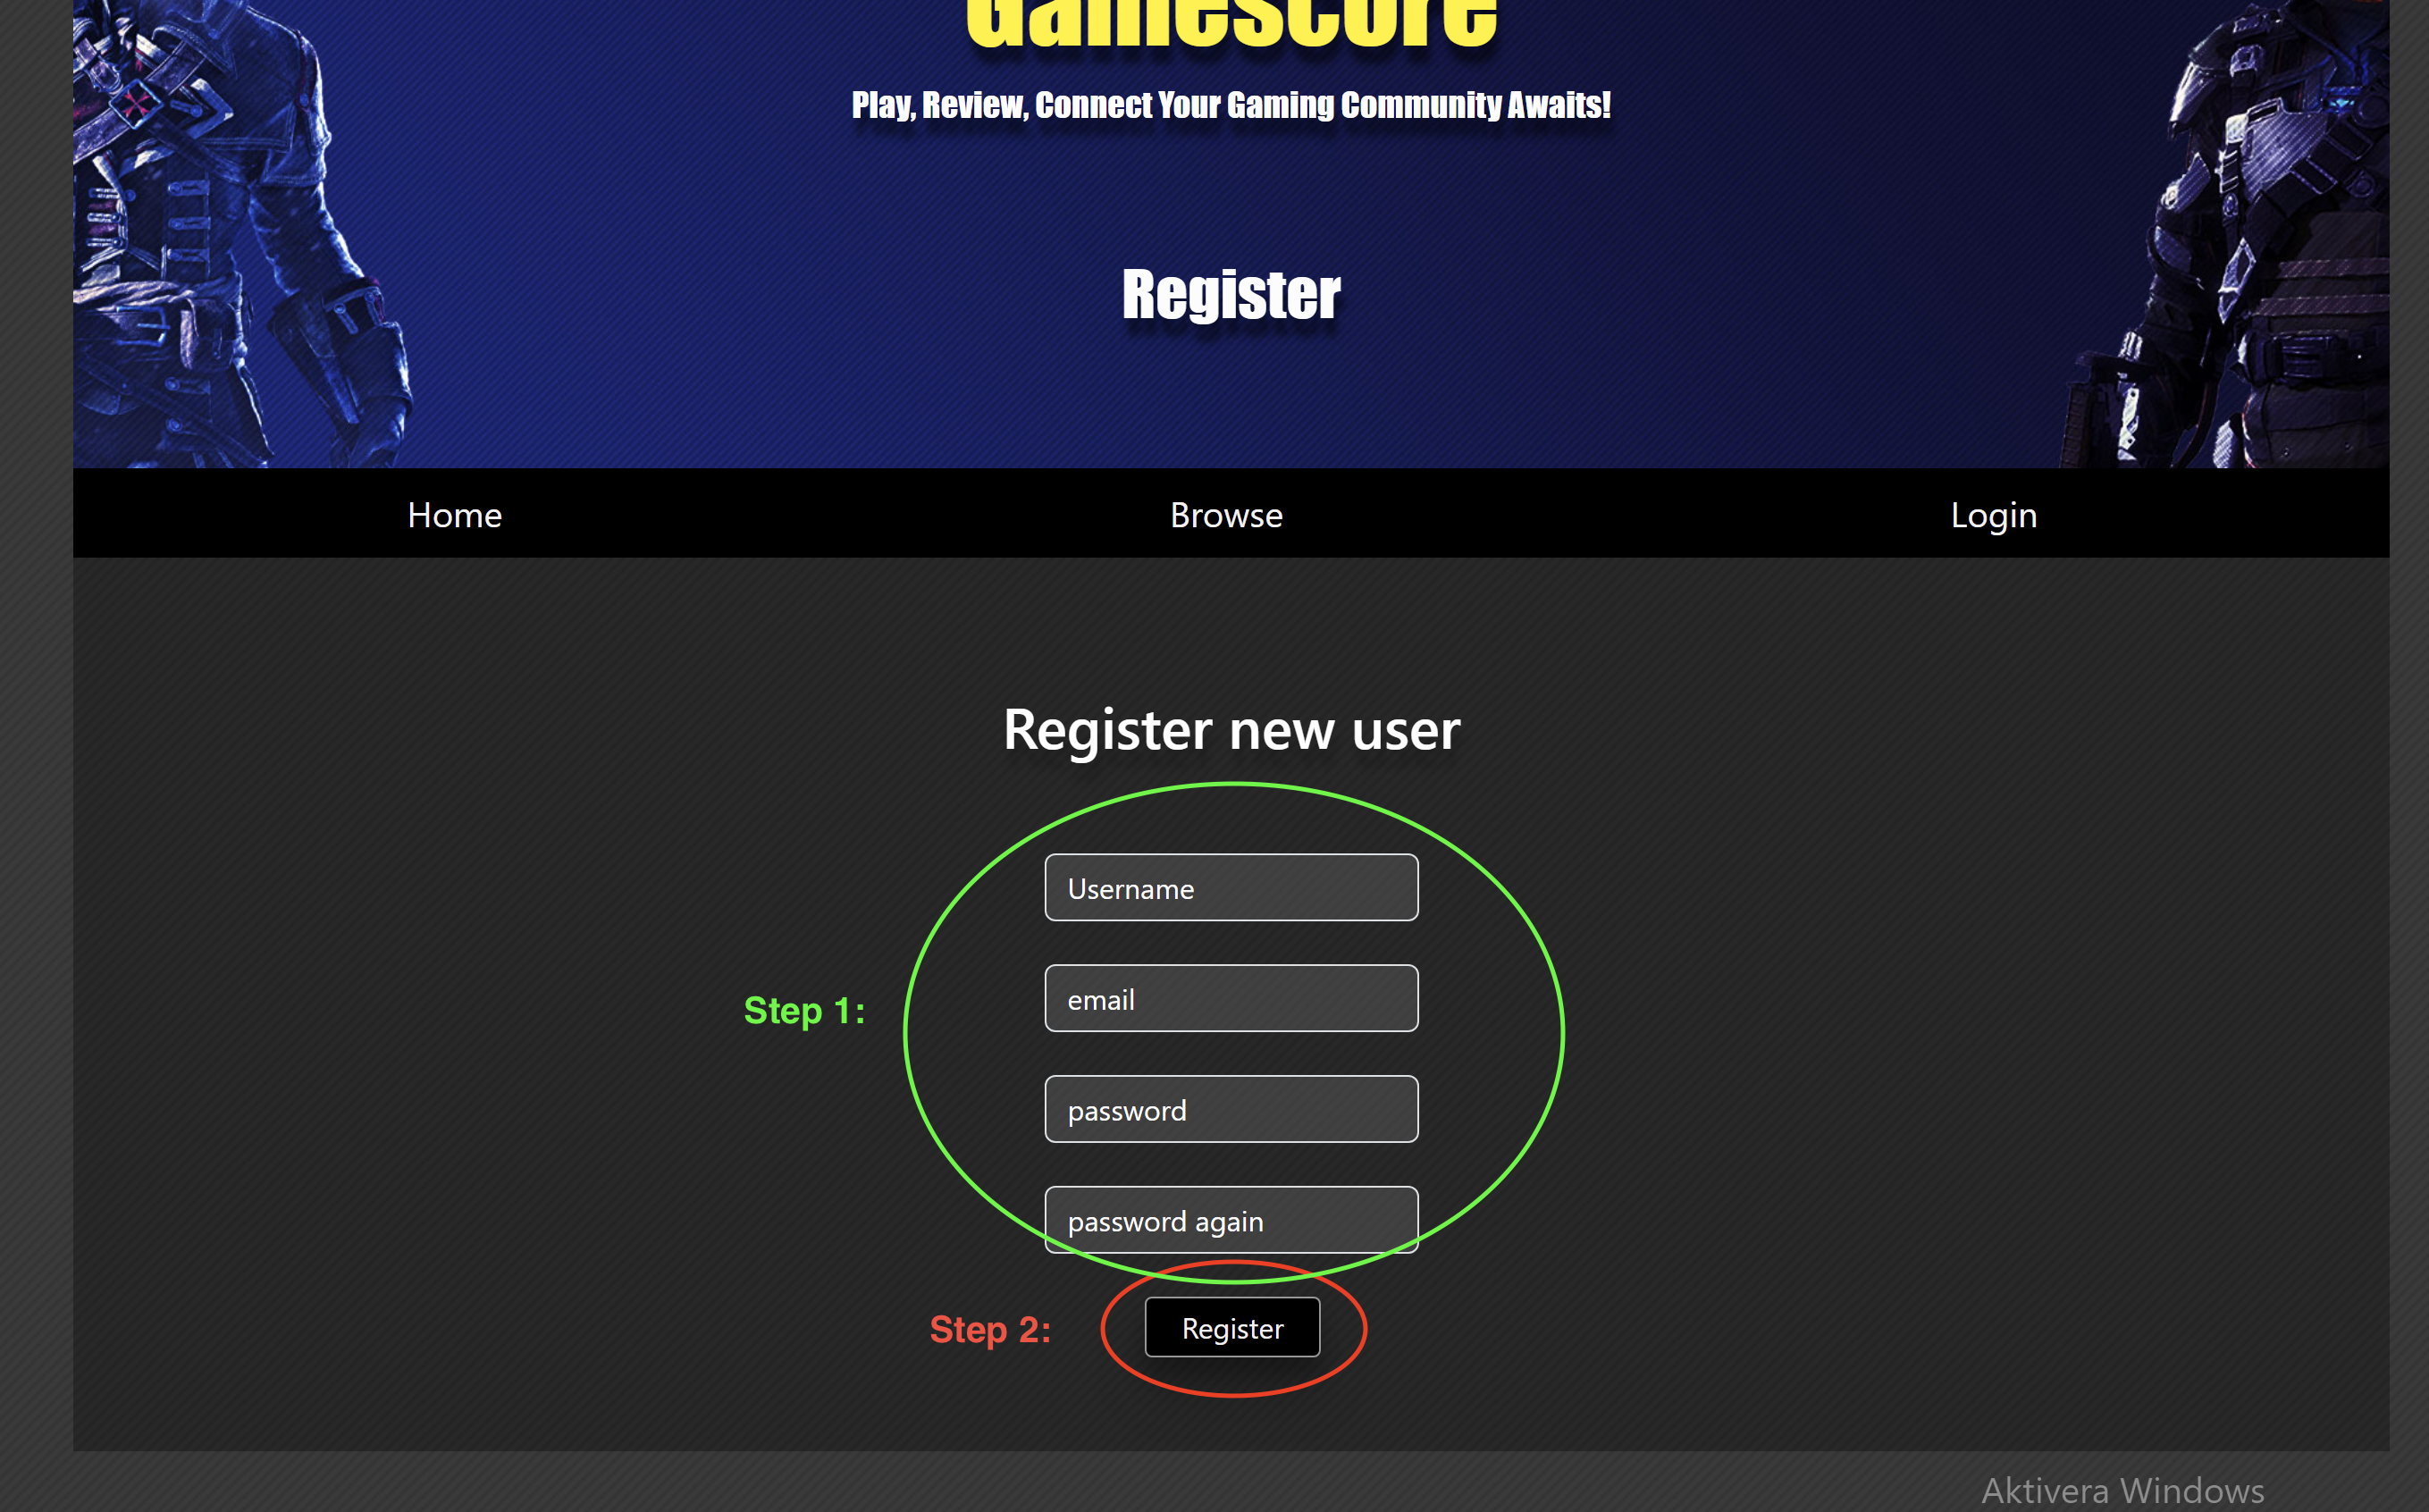 Gamescore
Play, Review, Connect Your Gaming Community Awaits!
Register
Home Browse Login
Register new user
Username
Step 1:
email
password
password again
Step 2:
Register
Aktivera Windows